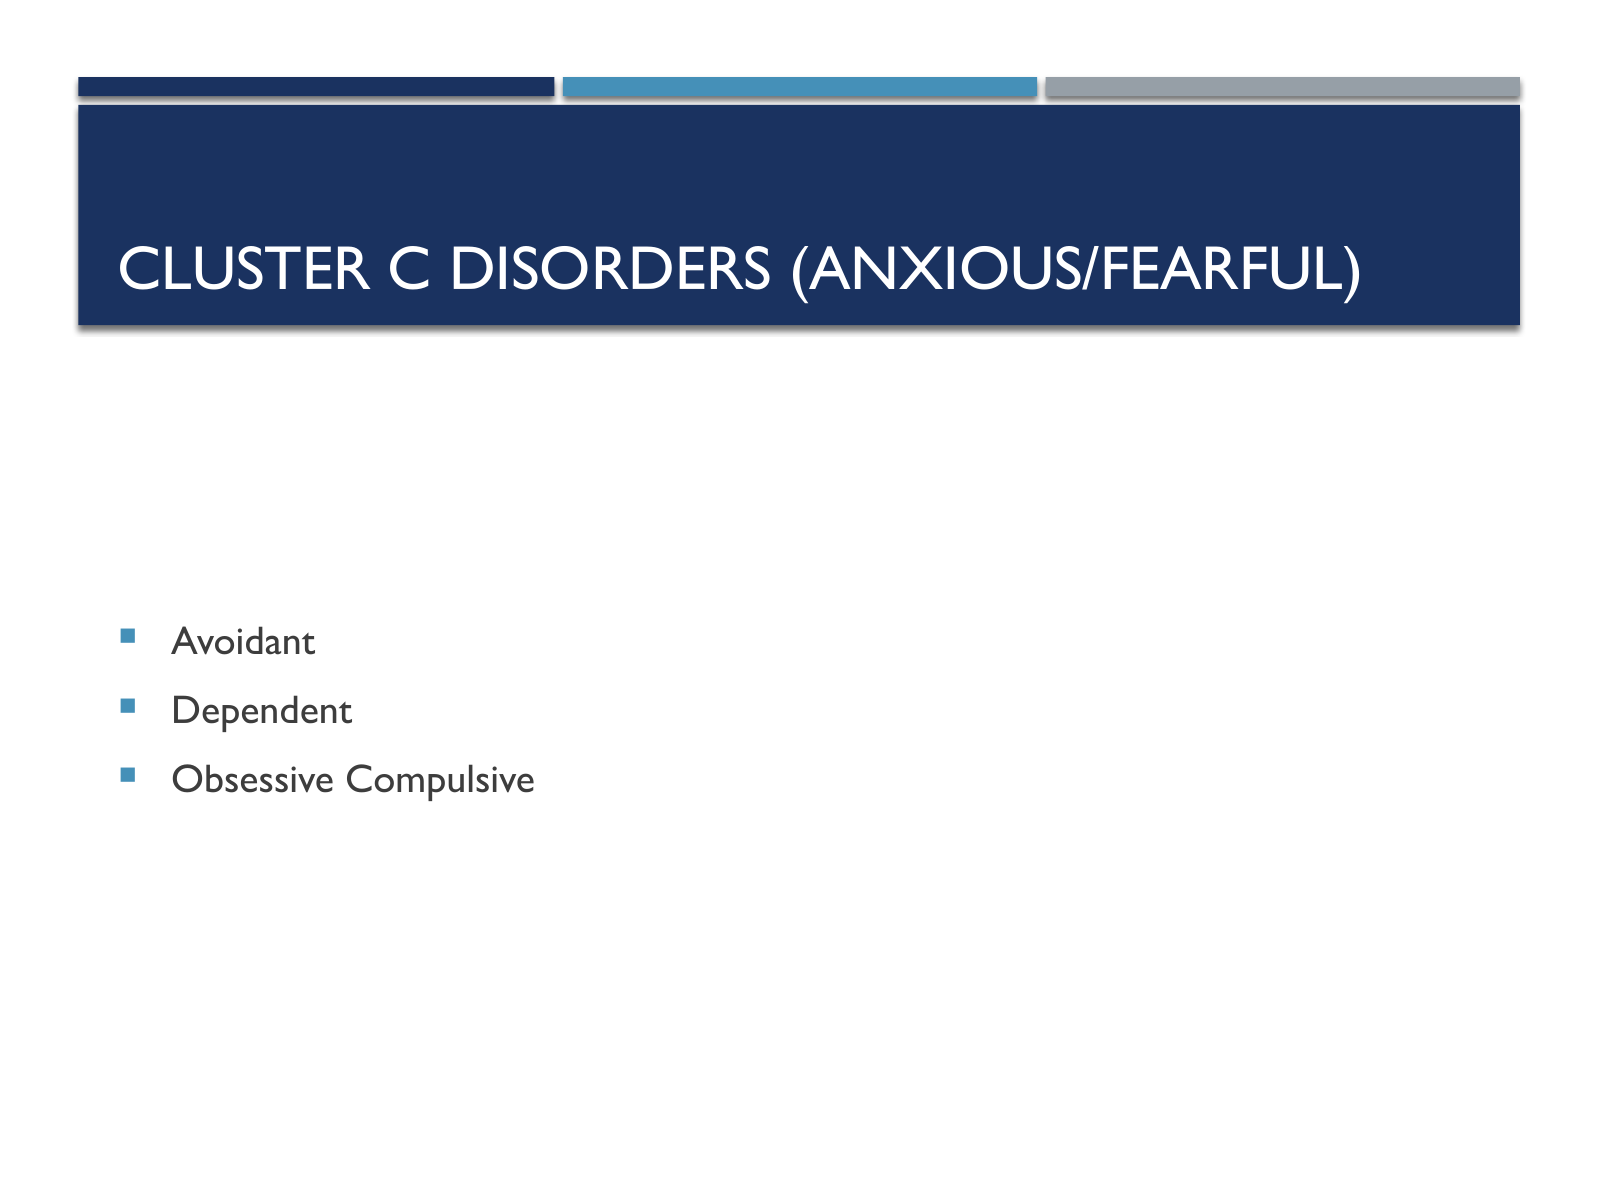 CLUSTER C DISORDERS (ANXIOUS/FEARFUL)
Avoidant
Dependent
Obsessive Compulsive